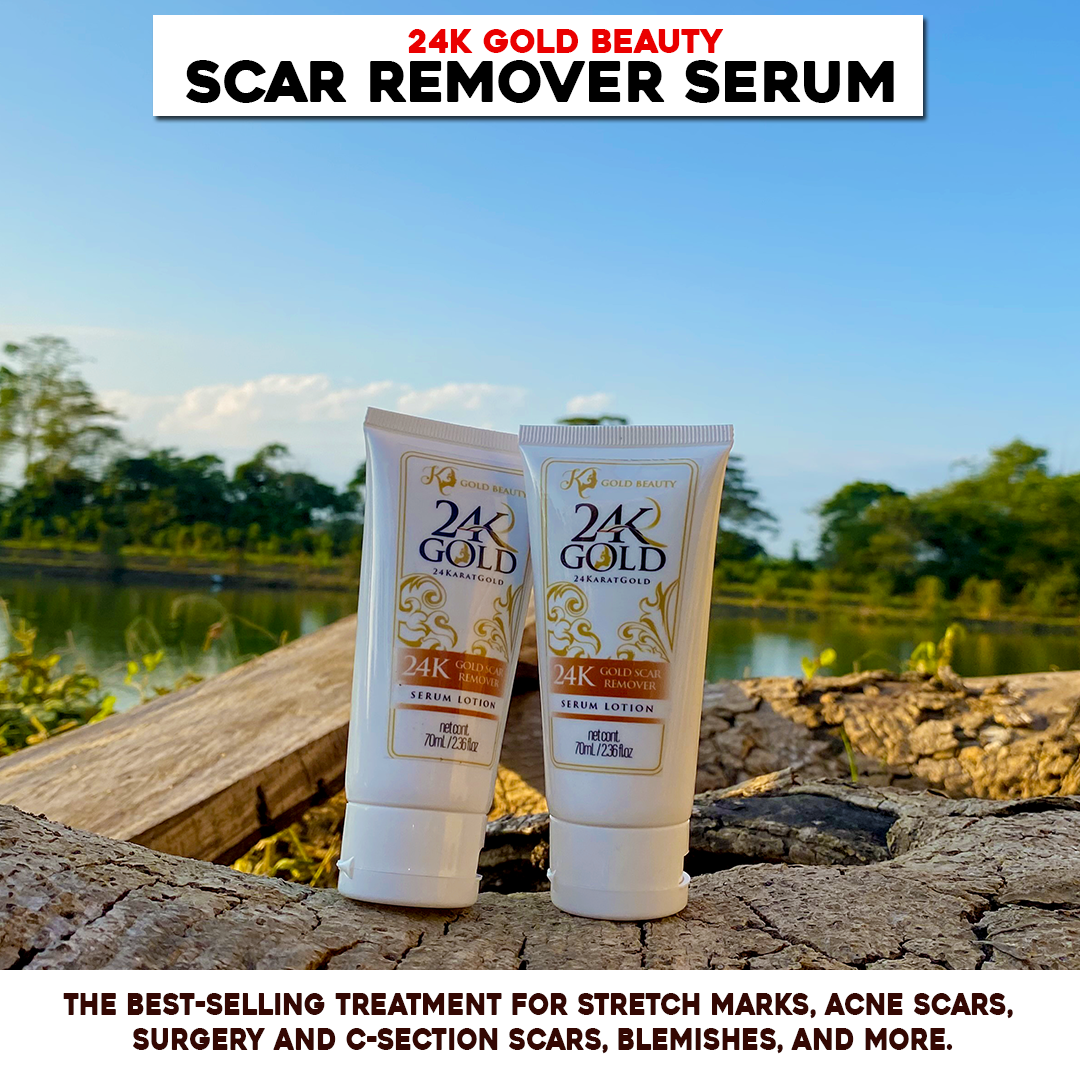 24K GOLD BEAUTY
SCAR REMOVER SERUM
K GOLD BEAUTY
24K
GOLD
24KARATGOLD
24K GOLD SCAR
REMOVER
SERUM LOTION
net cont.
70mL / 2.36 fl.oz
K GOLD BEAUTY
24K
GOLD
24KARATGOLD
24K GOLD SCAR
REMOVER
SERUM LOTION
net cont.
70mL / 2.36 fl.oz
THE BEST-SELLING TREATMENT FOR STRETCH MARKS, ACNE SCARS,
SURGERY AND C-SECTION SCARS, BLEMISHES, AND MORE.